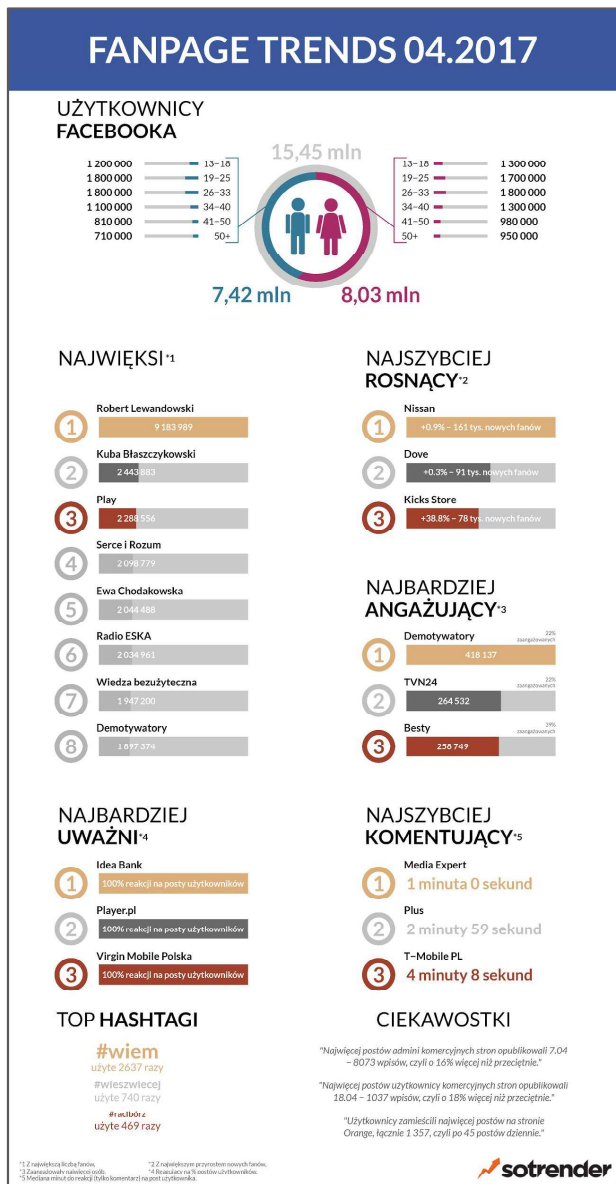 FANPAGE TRENDS 04.2017
UŻYTKOWNICY
FACEBOOKA
15,45 mln
1 200 000 13–18
1 800 000 19–25
1 800 000 26–33
1 100 000 34–40
810 000 41–50
710 000 50+
13–18 1 300 000
19–25 1 700 000
26–33 1 800 000
34–40 1 300 000
41–50 980 000
50+ 950 000
7,42 mln 8,03 mln
NAJWIĘKSI*1
1 Robert Lewandowski
9 183 989
2 Kuba Błaszczykowski
2 443 883
3 Play
2 288 556
4 Serce i Rozum
2 098 779
5 Ewa Chodakowska
2 044 488
6 Radio ESKA
2 034 961
7 Wiedza bezużyteczna
1 947 200
8 Demotywatory
1 897 374
NAJSZYBCIEJ
ROSNĄCY*2
1 Nissan
+0.9% – 161 tys. nowych fanów
2 Dove
+0.3% – 91 tys. nowych fanów
3 Kicks Store
+38.8% – 78 tys. nowych fanów
NAJBARDZIEJ
ANGAŻUJĄCY*3
1 Demotywatory
22% zaangażowanych
418 137
2 TVN24
22% zaangażowanych
264 532
3 Besty
29% zaangażowanych
258 749
NAJBARDZIEJ
UWAŻNI*4
1 Idea Bank
100% reakcji na posty użytkowników
2 Player.pl
100% reakcji na posty użytkowników
3 Virgin Mobile Polska
100% reakcji na posty użytkowników
NAJSZYBCIEJ
KOMENTUJĄCY*5
1 Media Expert
1 minuta 0 sekund
2 Plus
2 minuty 59 sekund
3 T–Mobile PL
4 minuty 8 sekund
TOP HASHTAGI
#wiem
użyte 2637 razy
#wieszwiecej
użyte 740 razy
#raciborz
użyte 469 razy
CIEKAWOSTKI
"Najwięcej postów admini komercyjnych stron opublikowali 7.04
– 8073 wpisów, czyli o 16% więcej niż przeciętnie."
"Najwięcej postów użytkownicy komercyjnych stron opublikowali
18.04 – 1037 wpisów, czyli o 18% więcej niż przeciętnie."
"Użytkownicy zamieścili najwięcej postów na stronie
Orange, łącznie 1 357, czyli po 45 postów dziennie."
*1 Z największą liczbą fanów. *2 Z największym przyrostem nowych fanów.
*3 Zaangażowały najwięcej osób. *4 Reagujący na % postów użytkowników.
*5 Mediana minut do reakcji (tylko komentarz) na post użytkownika.
sotrender